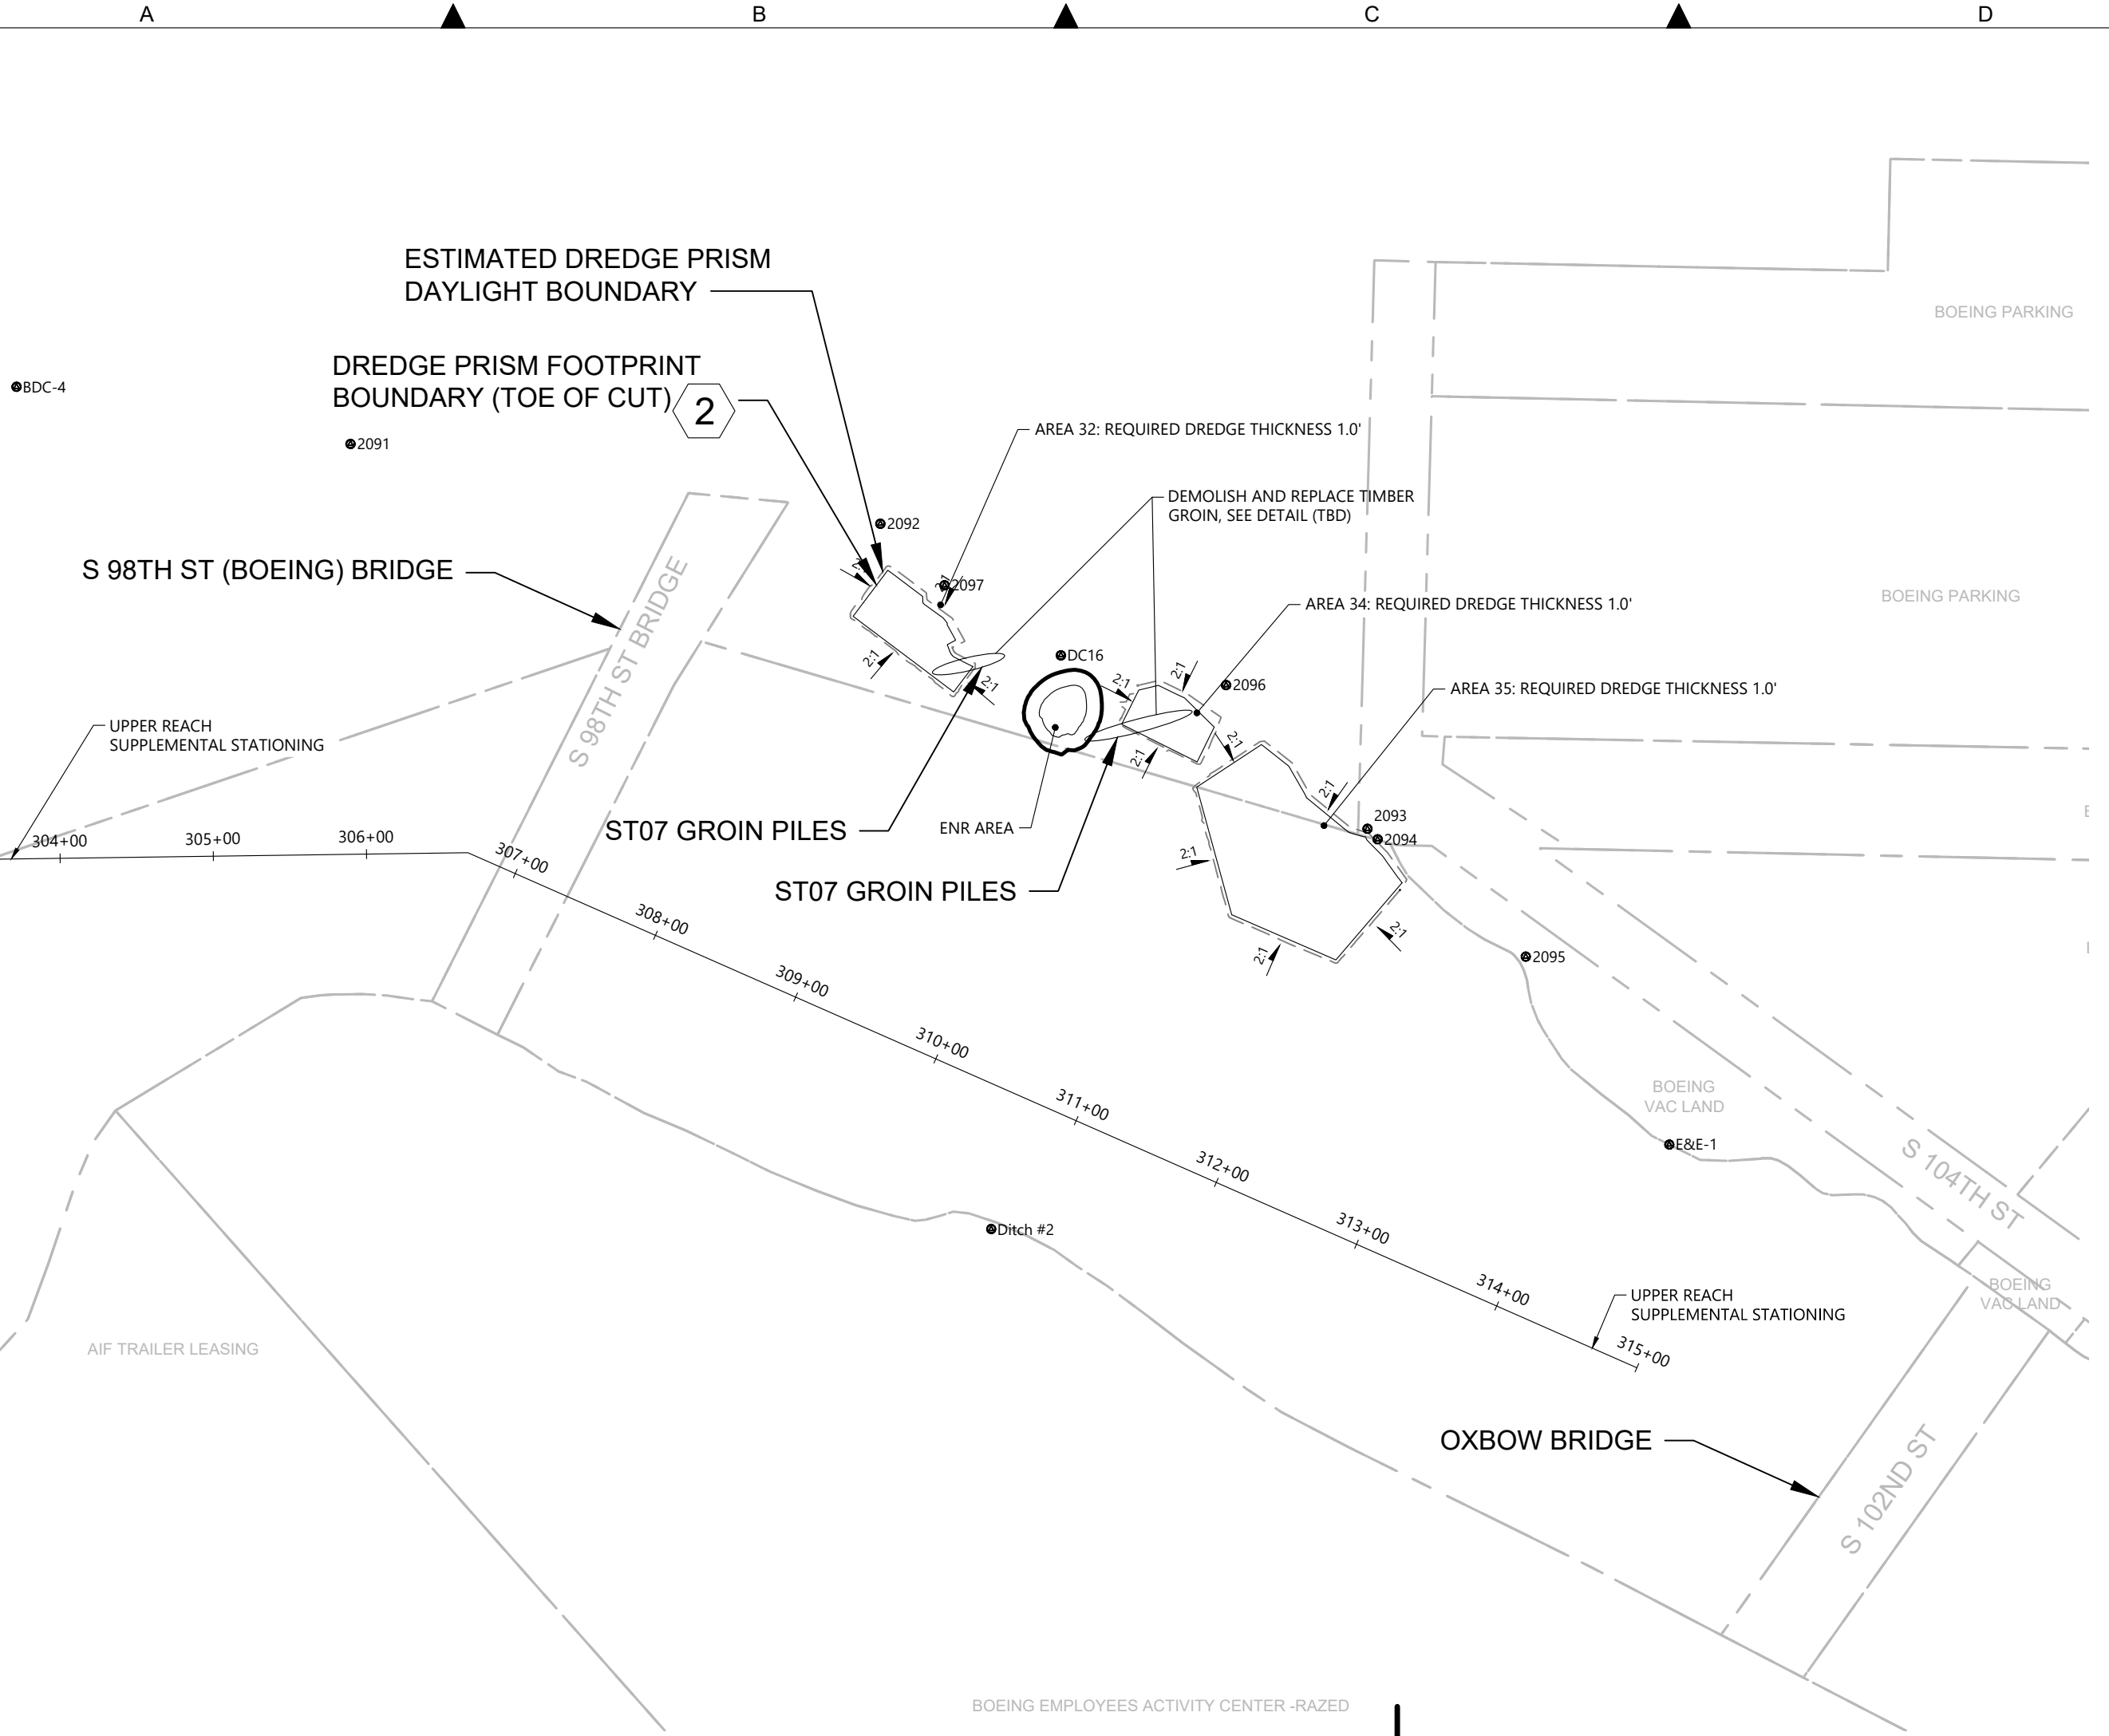 A
B
C
D
ESTIMATED DREDGE PRISM
DAYLIGHT BOUNDARY
BOEING PARKING
DREDGE PRISM FOOTPRINT
BOUNDARY (TOE OF CUT)
2
BDC-4
2091
AREA 32: REQUIRED DREDGE THICKNESS 1.0'
DEMOLISH AND REPLACE TIMBER
GROIN, SEE DETAIL (TBD)
2092
S 98TH ST (BOEING) BRIDGE
2:1
2097
BOEING PARKING
AREA 34: REQUIRED DREDGE THICKNESS 1.0'
S 98TH ST BRIDGE
2:1
2:1
DC16
2:1
2:1
2096
AREA 35: REQUIRED DREDGE THICKNESS 1.0'
UPPER REACH
SUPPLEMENTAL STATIONING
2:1
2:1
2:1
ST07 GROIN PILES
ENR AREA
2093
2094
304+00
305+00
306+00
307+00
2:1
ST07 GROIN PILES
308+00
2:1
2:1
2095
309+00
310+00
BOEING
VAC LAND
311+00
E&E-1
312+00
S 104TH ST
Ditch #2
313+00
314+00
UPPER REACH
SUPPLEMENTAL STATIONING
BOEING
VAC LAND
315+00
AIF TRAILER LEASING
OXBOW BRIDGE
S 102ND ST
BOEING EMPLOYEES ACTIVITY CENTER -RAZED